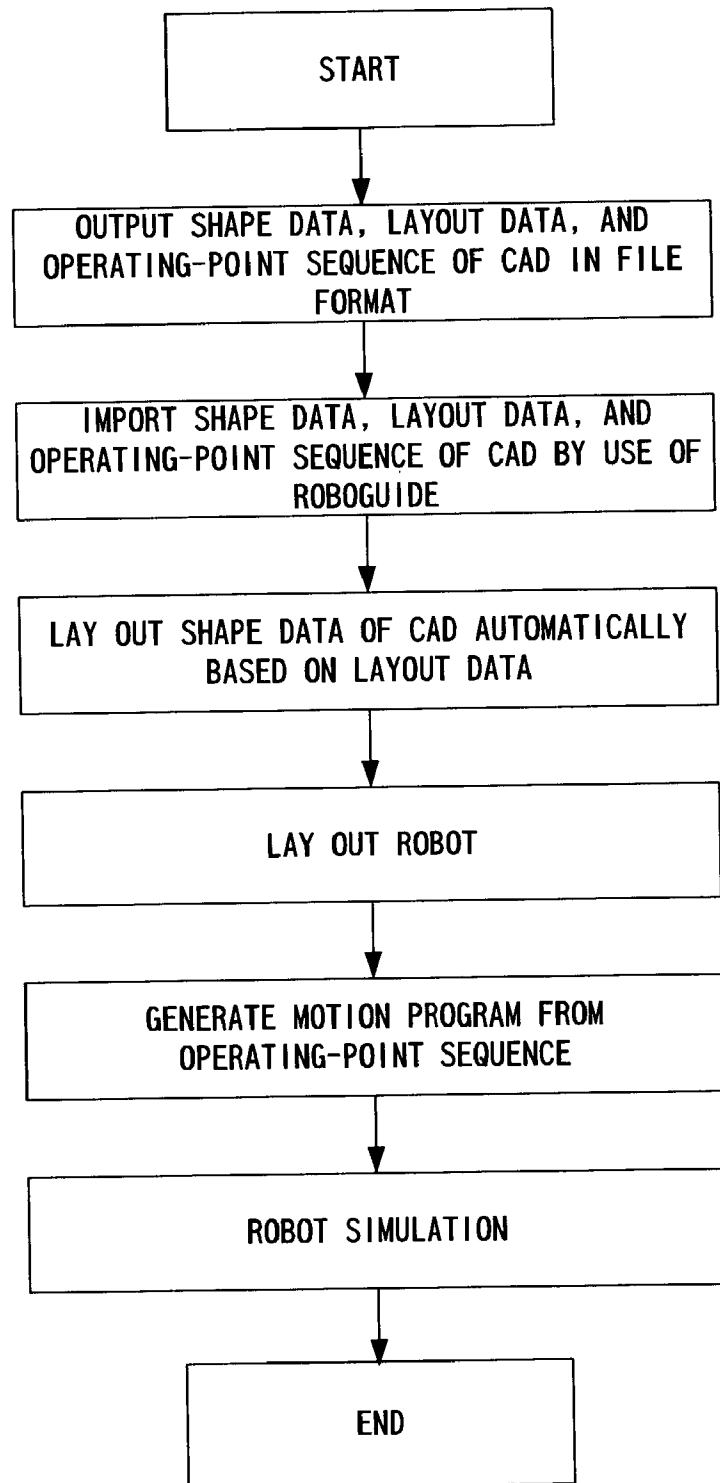 START
OUTPUT SHAPE DATA, LAYOUT DATA, AND
OPERATING-POINT SEQUENCE OF CAD IN FILE
FORMAT
IMPORT SHAPE DATA, LAYOUT DATA, AND
OPERATING-POINT SEQUENCE OF CAD BY USE OF
ROBOGUIDE
LAY OUT SHAPE DATA OF CAD AUTOMATICALLY
BASED ON LAYOUT DATA
LAY OUT ROBOT
GENERATE MOTION PROGRAM FROM
OPERATING-POINT SEQUENCE
ROBOT SIMULATION
END